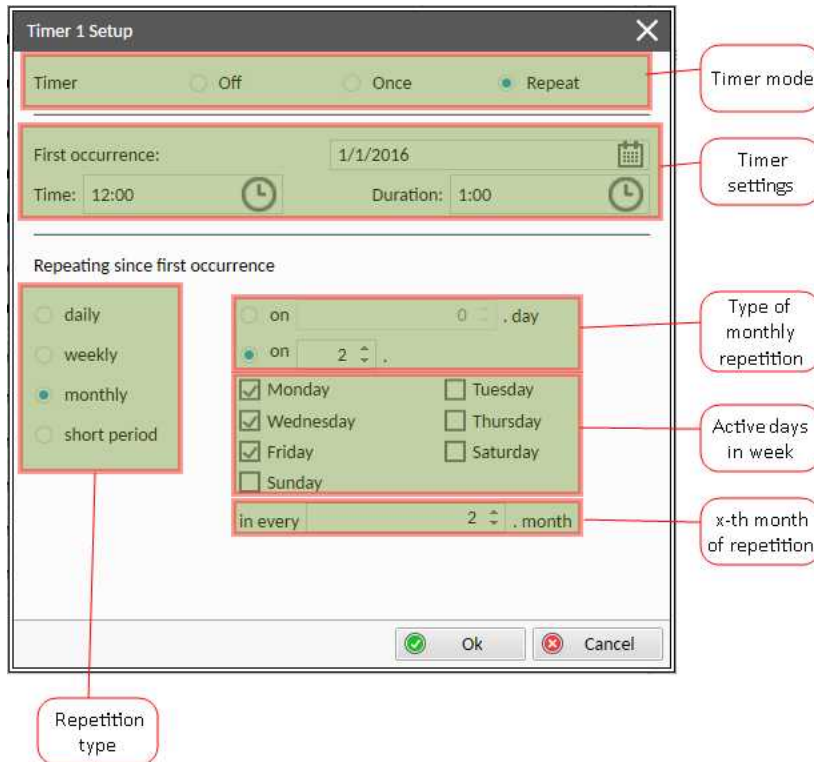 Timer 1 Setup
Timer Off Once Repeat
Timer mode
First occurrence: 1/1/2016
Time: 12:00 Duration: 1:00
Timer
settings
Repeating since first occurrence
daily
weekly
monthly
short period
on 0 . day
on 2 .
Type of
monthly
repetition
Monday Tuesday
Wednesday Thursday
Friday Saturday
Sunday
Active days
in week
in every 2 . month
x-th month
of repetition
Ok Cancel
Repetition
type